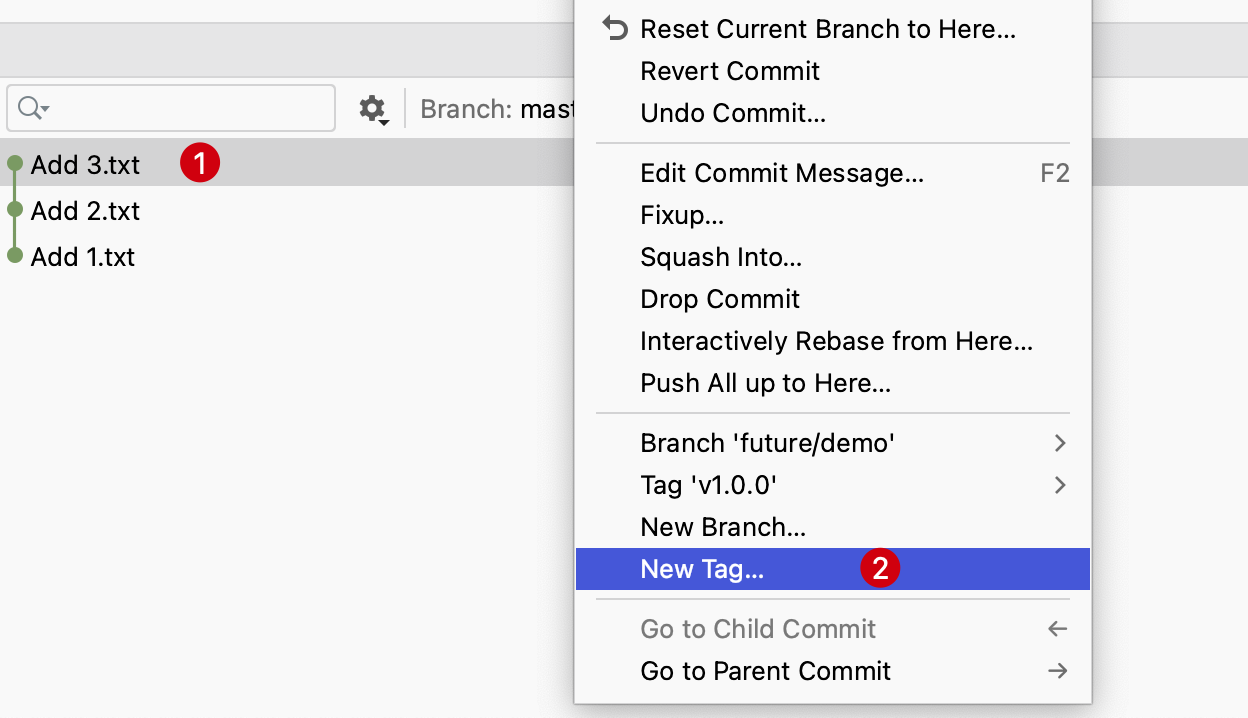 Reset Current Branch to Here...
Revert Commit
Undo Commit...
Branch: mast
Add 3.txt 1
Add 2.txt
Add 1.txt
Edit Commit Message... F2
Fixup...
Squash Into...
Drop Commit
Interactively Rebase from Here...
Push All up to Here...
Branch 'future/demo'
Tag 'v1.0.0'
New Branch...
New Tag... 2
Go to Child Commit
Go to Parent Commit